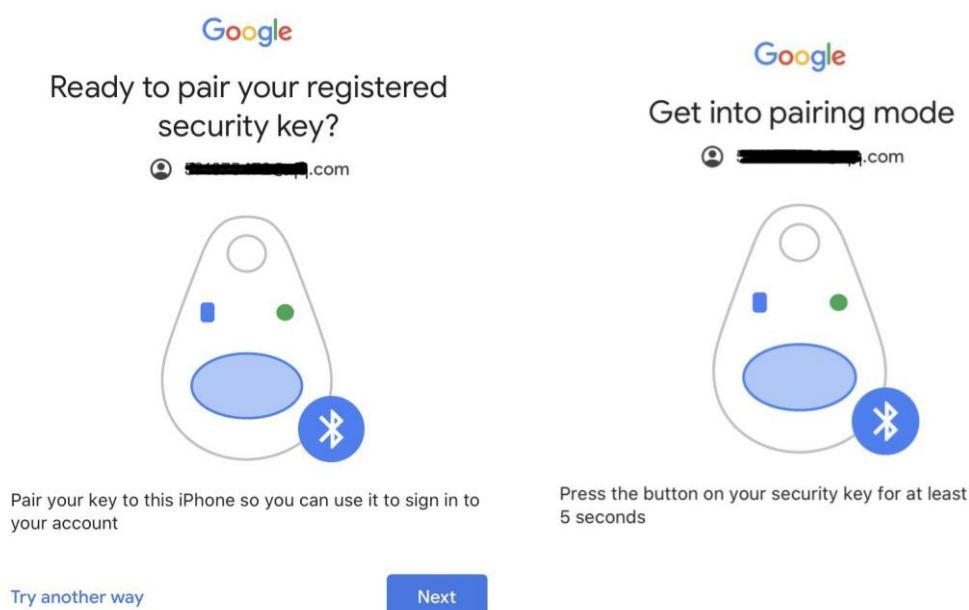 Google
Ready to pair your registered
security key?
.com
Pair your key to this iPhone so you can use it to sign in to
your account
Try another way
Next
Google
Get into pairing mode
.com
Press the button on your security key for at least
5 seconds